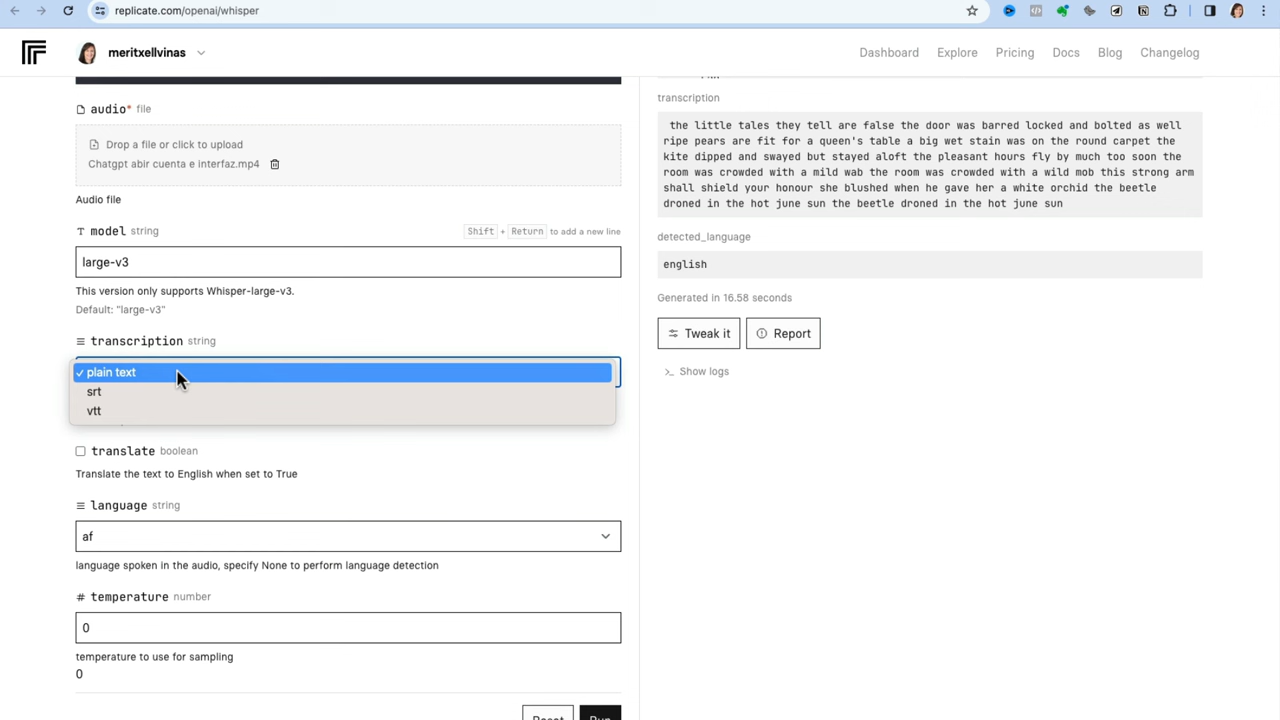 replicate.com/openai/whisper
meritxellvinas
Dashboard
Explore
Pricing
Docs
Blog
Changelog
audio* file
Drop a file or click to upload
Chatgpt abir cuenta e interfaz.mp4
Audio file
model string
Shift + Return to add a new line
large-v3
This version only supports Whisper-large-v3.
Default: "large-v3"
transcription string
✓ plain text
srt
vtt
translate boolean
Translate the text to English when set to True
language string
af
language spoken in the audio, specify None to perform language detection
# temperature number
0
temperature to use for sampling
0
Reset
Run
transcription
the little tales they tell are false the door was barred locked and bolted as well
ripe pears are fit for a queen's table a big wet stain was on the round carpet the
kite dipped and swayed but stayed aloft the pleasant hours fly by much too soon the
room was crowded with a mild wab the room was crowded with a wild mob this strong arm
shall shield your honour she blushed when he gave her a white orchid the beetle
droned in the hot june sun the beetle droned in the hot june sun
detected_language
english
Generated in 16.58 seconds
Tweak it
Report
Show logs